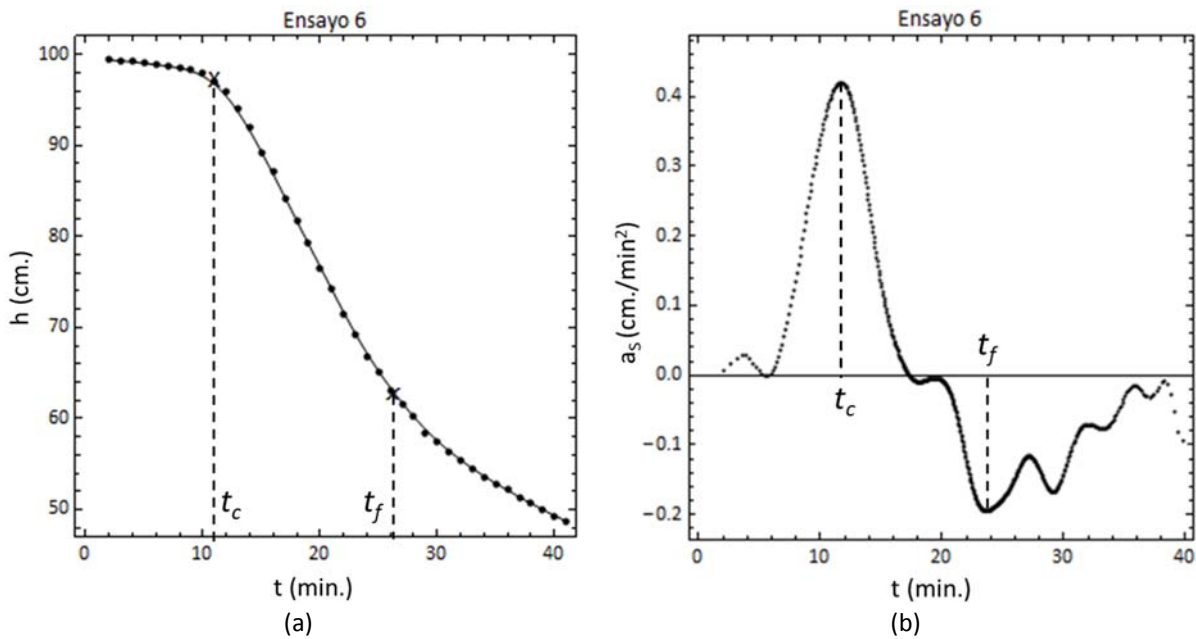 Ensayo 6
100
90
80
70
60
50
h (cm.)
t_c
t_f
0 10 20 30 40
t (min.)
(a)
Ensayo 6
0.4
0.3
0.2
0.1
0.0
−0.1
−0.2
a_S (cm./min²)
t_f
t_c
0 10 20 30 40
t (min.)
(b)